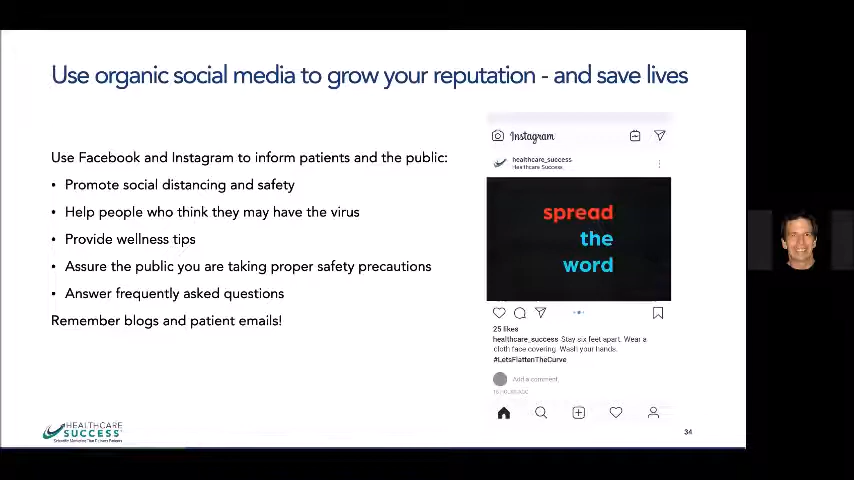 Use organic social media to grow your reputation - and save lives
Use Facebook and Instagram to inform patients and the public:
• Promote social distancing and safety
• Help people who think they may have the virus
• Provide wellness tips
• Assure the public you are taking proper safety precautions
• Answer frequently asked questions
Remember blogs and patient emails!
Instagram
healthcare_success
Healthcare Success
spread
the
word
25 likes
healthcare_success Stay six feet apart. Wear a
cloth face covering. Wash your hands.
#LetsFlattenTheCurve
Add a comment
HEALTHCARE
SUCCESS
34